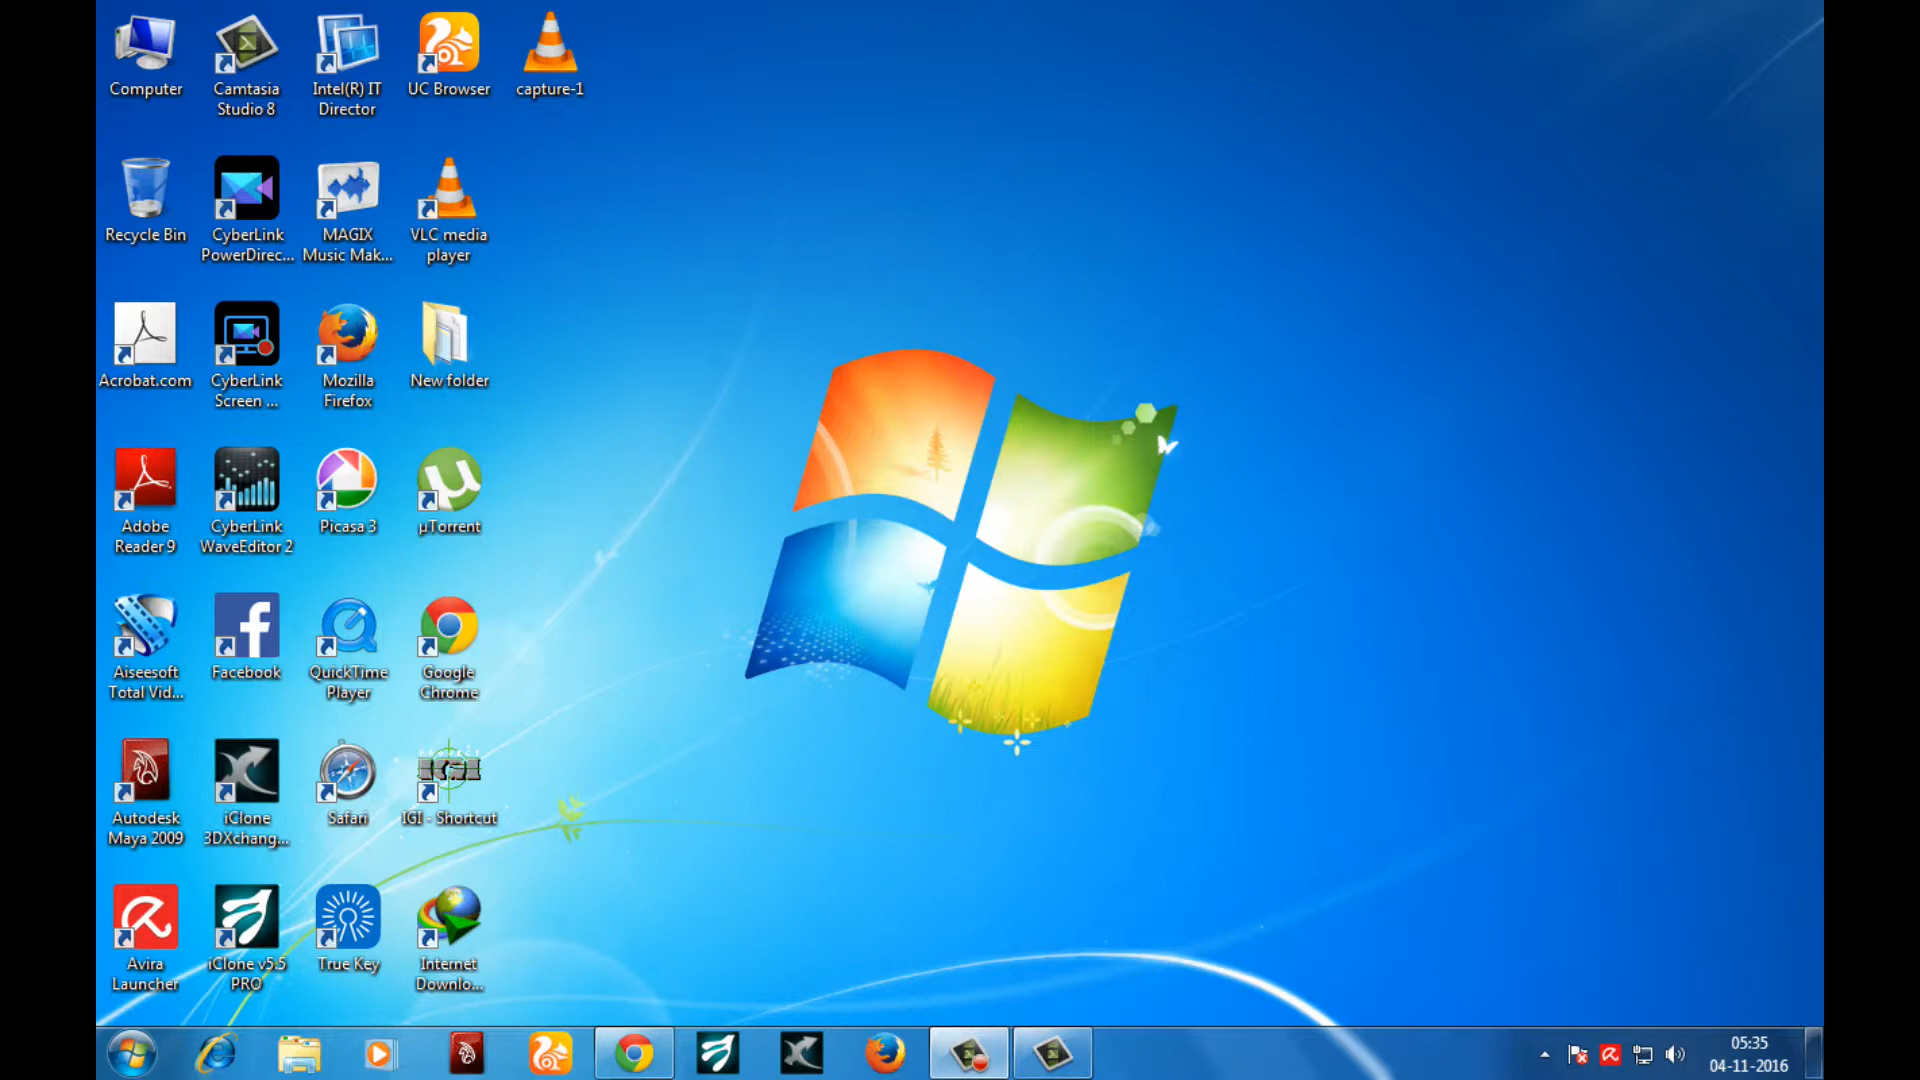 Computer
Camtasia
Studio 8
Intel(R) IT
Director
UC Browser
capture-1
Recycle Bin
CyberLink
PowerDirec...
MAGIX
Music Mak...
VLC media
player
Acrobat.com
CyberLink
Screen ...
Mozilla
Firefox
New folder
Adobe
Reader 9
CyberLink
WaveEditor 2
Picasa 3
µTorrent
Aiseesoft
Total Vid...
Facebook
QuickTime
Player
Google
Chrome
PROJECT
IGI
Autodesk
Maya 2009
iClone
3DXchang...
Safari
IGI - Shortcut
Avira
Launcher
iClone v5.5
PRO
True Key
Internet
Downlo...
05:35
04-11-2016